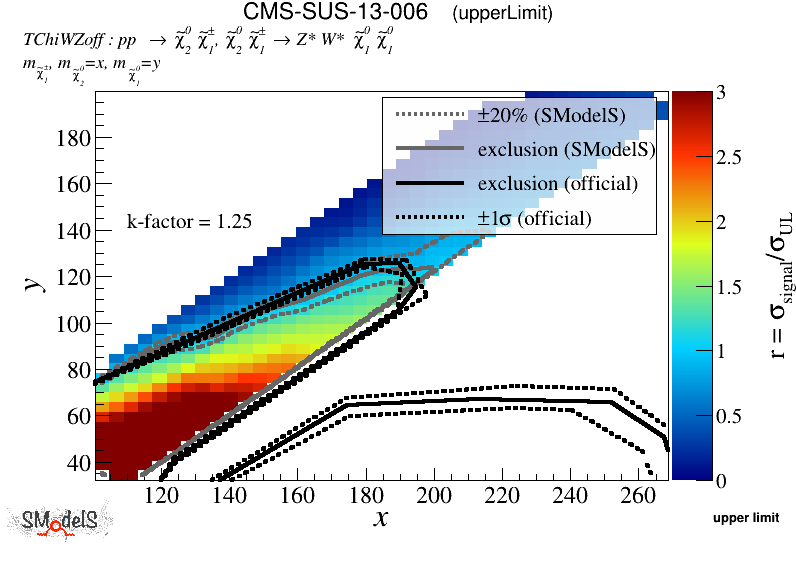 CMS-SUS-13-006 (upperLimit)
TChiWZoff : pp → χ̃⁰₂ χ̃±₁, χ̃⁰₂ χ̃±₁ → Z* W* χ̃⁰₁ χ̃⁰₁
m_χ̃±₁, m_χ̃⁰₂=x, m_χ̃⁰₁=y
±20% (SModelS)
exclusion (SModelS)
exclusion (official)
±1σ (official)
k-factor = 1.25
y
180
160
140
120
100
80
60
40
120 140 160 180 200 220 240 260
x
3
2.5
2
1.5
1
0.5
0
r = σ_signal/σ_UL
SModelS
upper limit